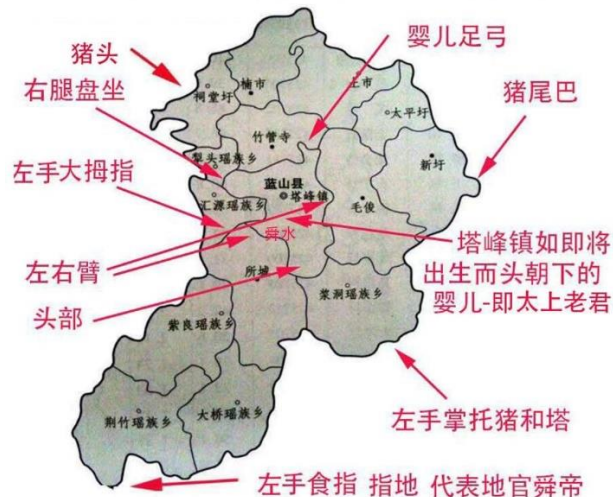 婴儿足弓
猪头
右腿盘坐
猪尾巴
楠市
土市
祠堂圩
太平圩
竹管寺
新圩
犁头瑶族乡
左手大拇指
蓝山县
塔峰镇
汇源瑶族乡
毛俊
舜水
塔峰镇如即将
出生而头朝下的
婴儿-即太上老君
左右臂
所城
头部
浆洞瑶族乡
紫良瑶族乡
左手掌托猪和塔
荆竹瑶族乡
大桥瑶族乡
左手食指 指地 代表地官舜帝